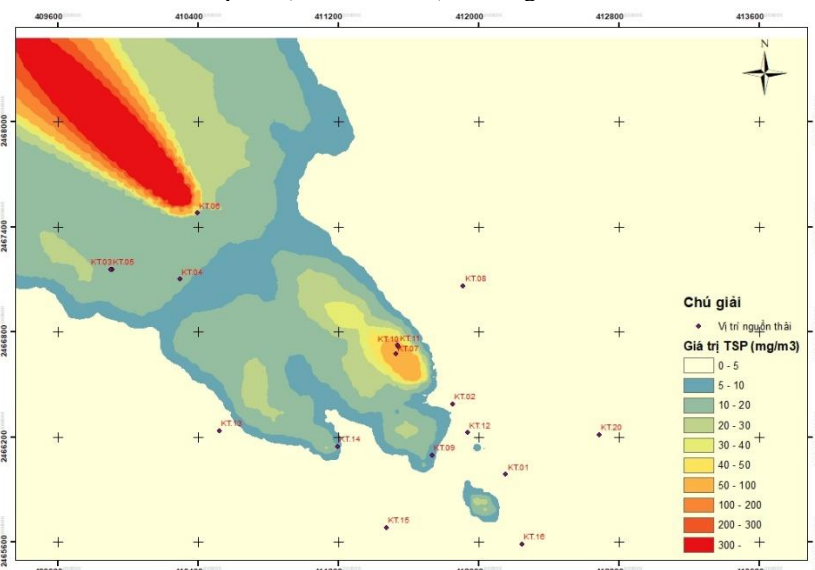 409600 410400 411200 412000 412800 413600
N
2468000
KT.06
2467400
KT.03 KT.05
KT.04
KT.08
Chú giải
Vị trí nguồn thải
2466800
KT.10 KT.11
KT.07
Giá trị TSP (mg/m3)
0 - 5
5 - 10
KT.02
10 - 20
20 - 30
KT.13
KT.12
KT.20
2466200
KT.14
30 - 40
KT.09
40 - 50
KT.01
50 - 100
100 - 200
KT.15
200 - 300
2465600
KT.16
300 -